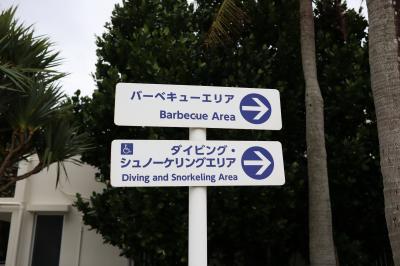 バーベキューエリア
Barbecue Area
ダイビング・
シュノーケリングエリア
Diving and Snorkeling Area